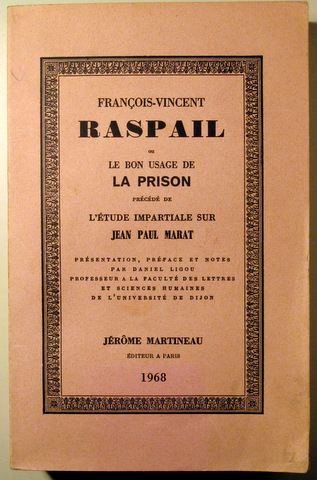 FRANÇOIS-VINCENT
RASPAIL
ou
LE BON USAGE DE
LA PRISON
PRÉCÉDÉ DE
L'ÉTUDE IMPARTIALE SUR
JEAN PAUL MARAT
PRÉSENTATION, PRÉFACE ET NOTES
PAR DANIEL LIGOU
PROFESSEUR A LA FACULTÉ DES LETTRES
ET SCIENCES HUMAINES
DE L'UNIVERSITÉ DE DIJON
JÉRÔME MARTINEAU
ÉDITEUR A PARIS
1968